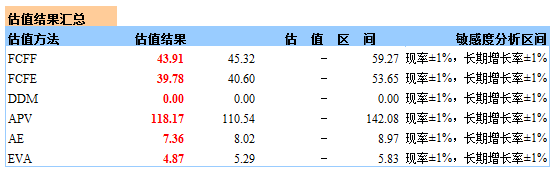 估值结果汇总
估值方法 估值结果 估 值 区 间 敏感度分析区间
FCFF 43.91 45.32 – 59.27 现率±1%，长期增长率±1%
FCFE 39.78 40.60 – 53.65 现率±1%，长期增长率±1%
DDM 0.00 0.00 – 0.00 现率±1%，长期增长率±1%
APV 118.17 110.54 – 142.08 现率±1%，长期增长率±1%
AE 7.36 8.02 – 8.97 现率±1%，长期增长率±1%
EVA 4.87 5.29 – 5.83 现率±1%，长期增长率±1%